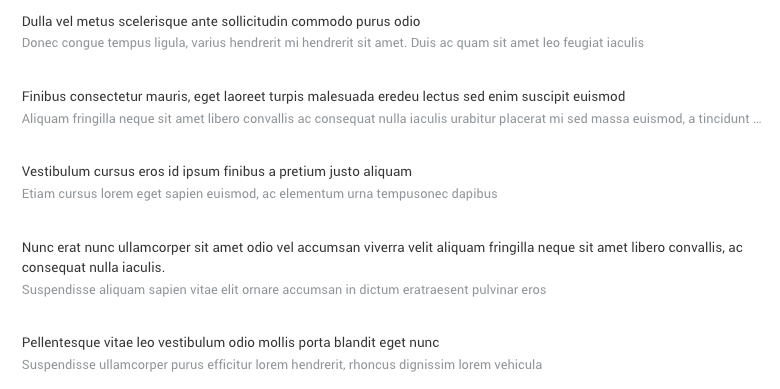 Dulla vel metus scelerisque ante sollicitudin commodo purus odio
Donec congue tempus ligula, varius hendrerit mi hendrerit sit amet. Duis ac quam sit amet leo feugiat iaculis
Finibus consectetur mauris, eget laoreet turpis malesuada eredeu lectus sed enim suscipit euismod
Aliquam fringilla neque sit amet libero convallis ac consequat nulla iaculis urabitur placerat mi sed massa euismod, a tincidunt ...
Vestibulum cursus eros id ipsum finibus a pretium justo aliquam
Etiam cursus lorem eget sapien euismod, ac elementum urna tempusonec dapibus
Nunc erat nunc ullamcorper sit amet odio vel accumsan viverra velit aliquam fringilla neque sit amet libero convallis, ac
consequat nulla iaculis.
Suspendisse aliquam sapien vitae elit ornare accumsan in dictum eratraesent pulvinar eros
Pellentesque vitae leo vestibulum odio mollis porta blandit eget nunc
Suspendisse ullamcorper purus efficitur lorem hendrerit, rhoncus dignissim lorem vehicula